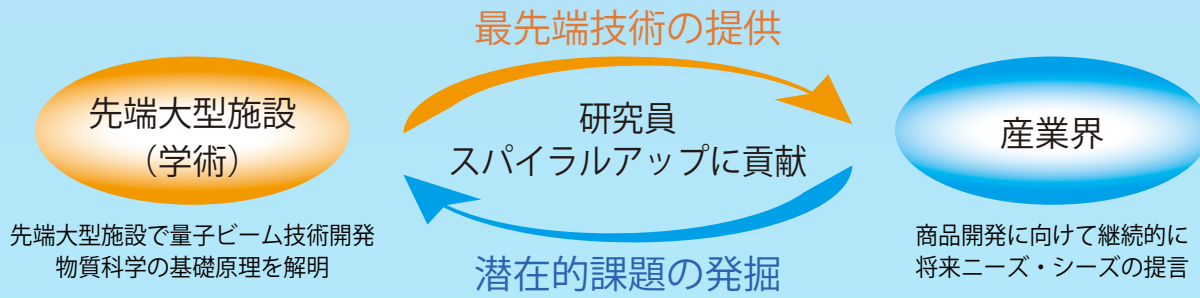 最先端技術の提供
先端大型施設
（学術）
研究員
スパイラルアップに貢献
産業界
先端大型施設で量子ビーム技術開発
物質科学の基礎原理を解明
商品開発に向けて継続的に
将来ニーズ・シーズの提言
潜在的課題の発掘